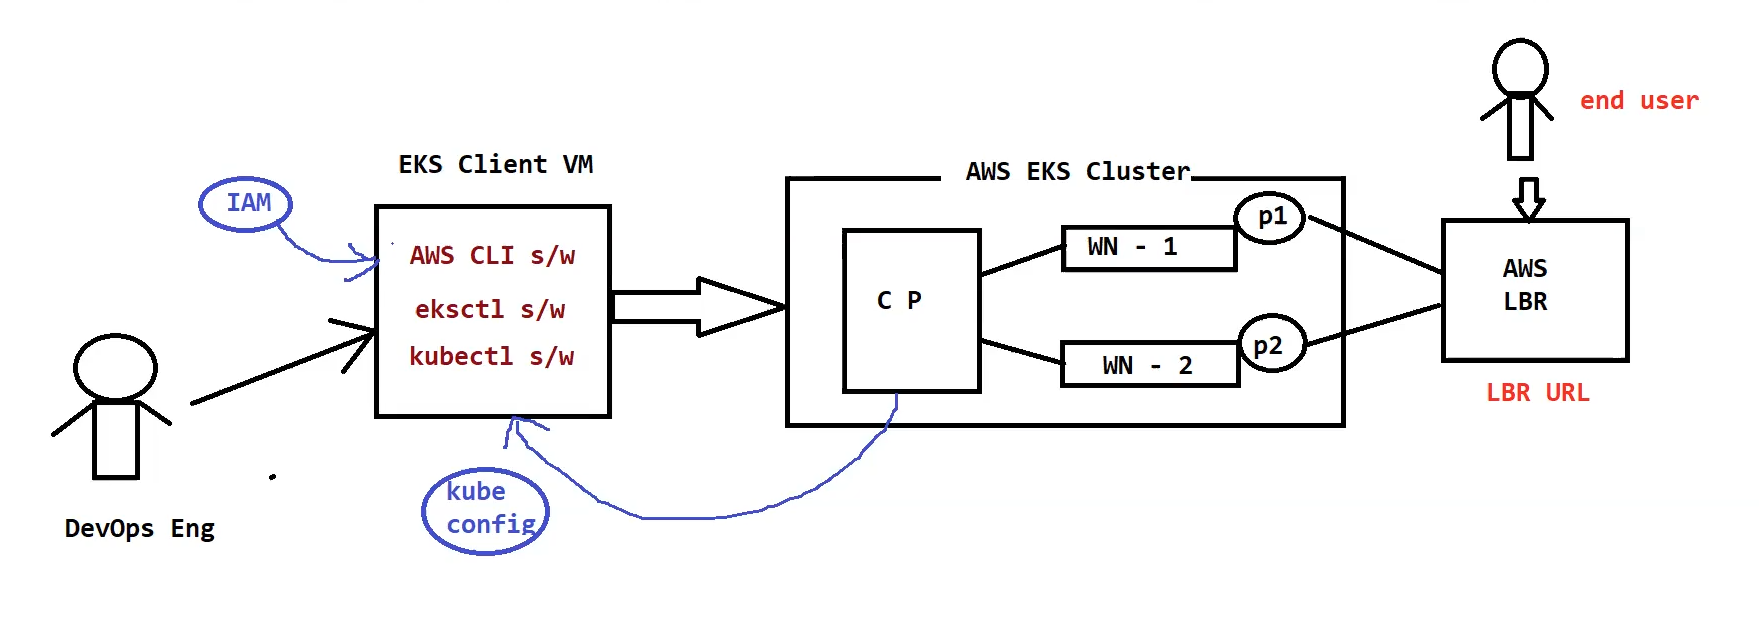 end user
EKS Client VM
AWS EKS Cluster
IAM
AWS CLI s/w
eksctl s/w
kubectl s/w
C P
WN - 1
p1
WN - 2
p2
AWS
LBR
LBR URL
kube
config
DevOps Eng